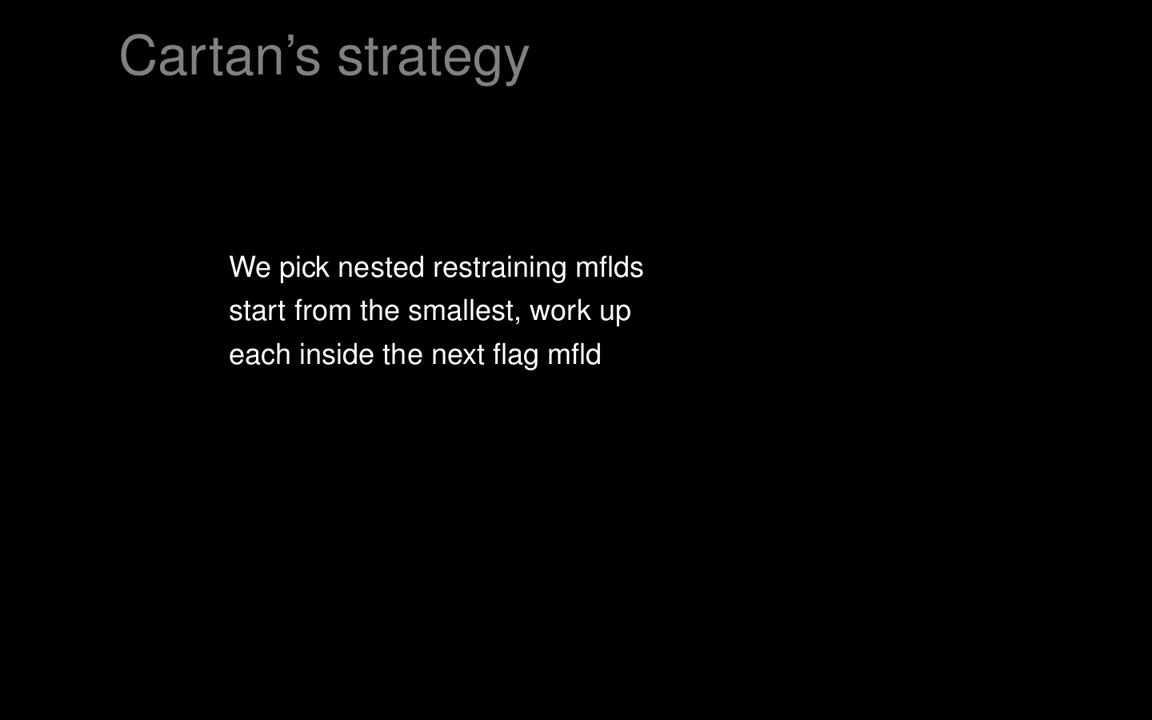 Cartan’s strategy
We pick nested restraining mflds
start from the smallest, work up
each inside the next flag mfld